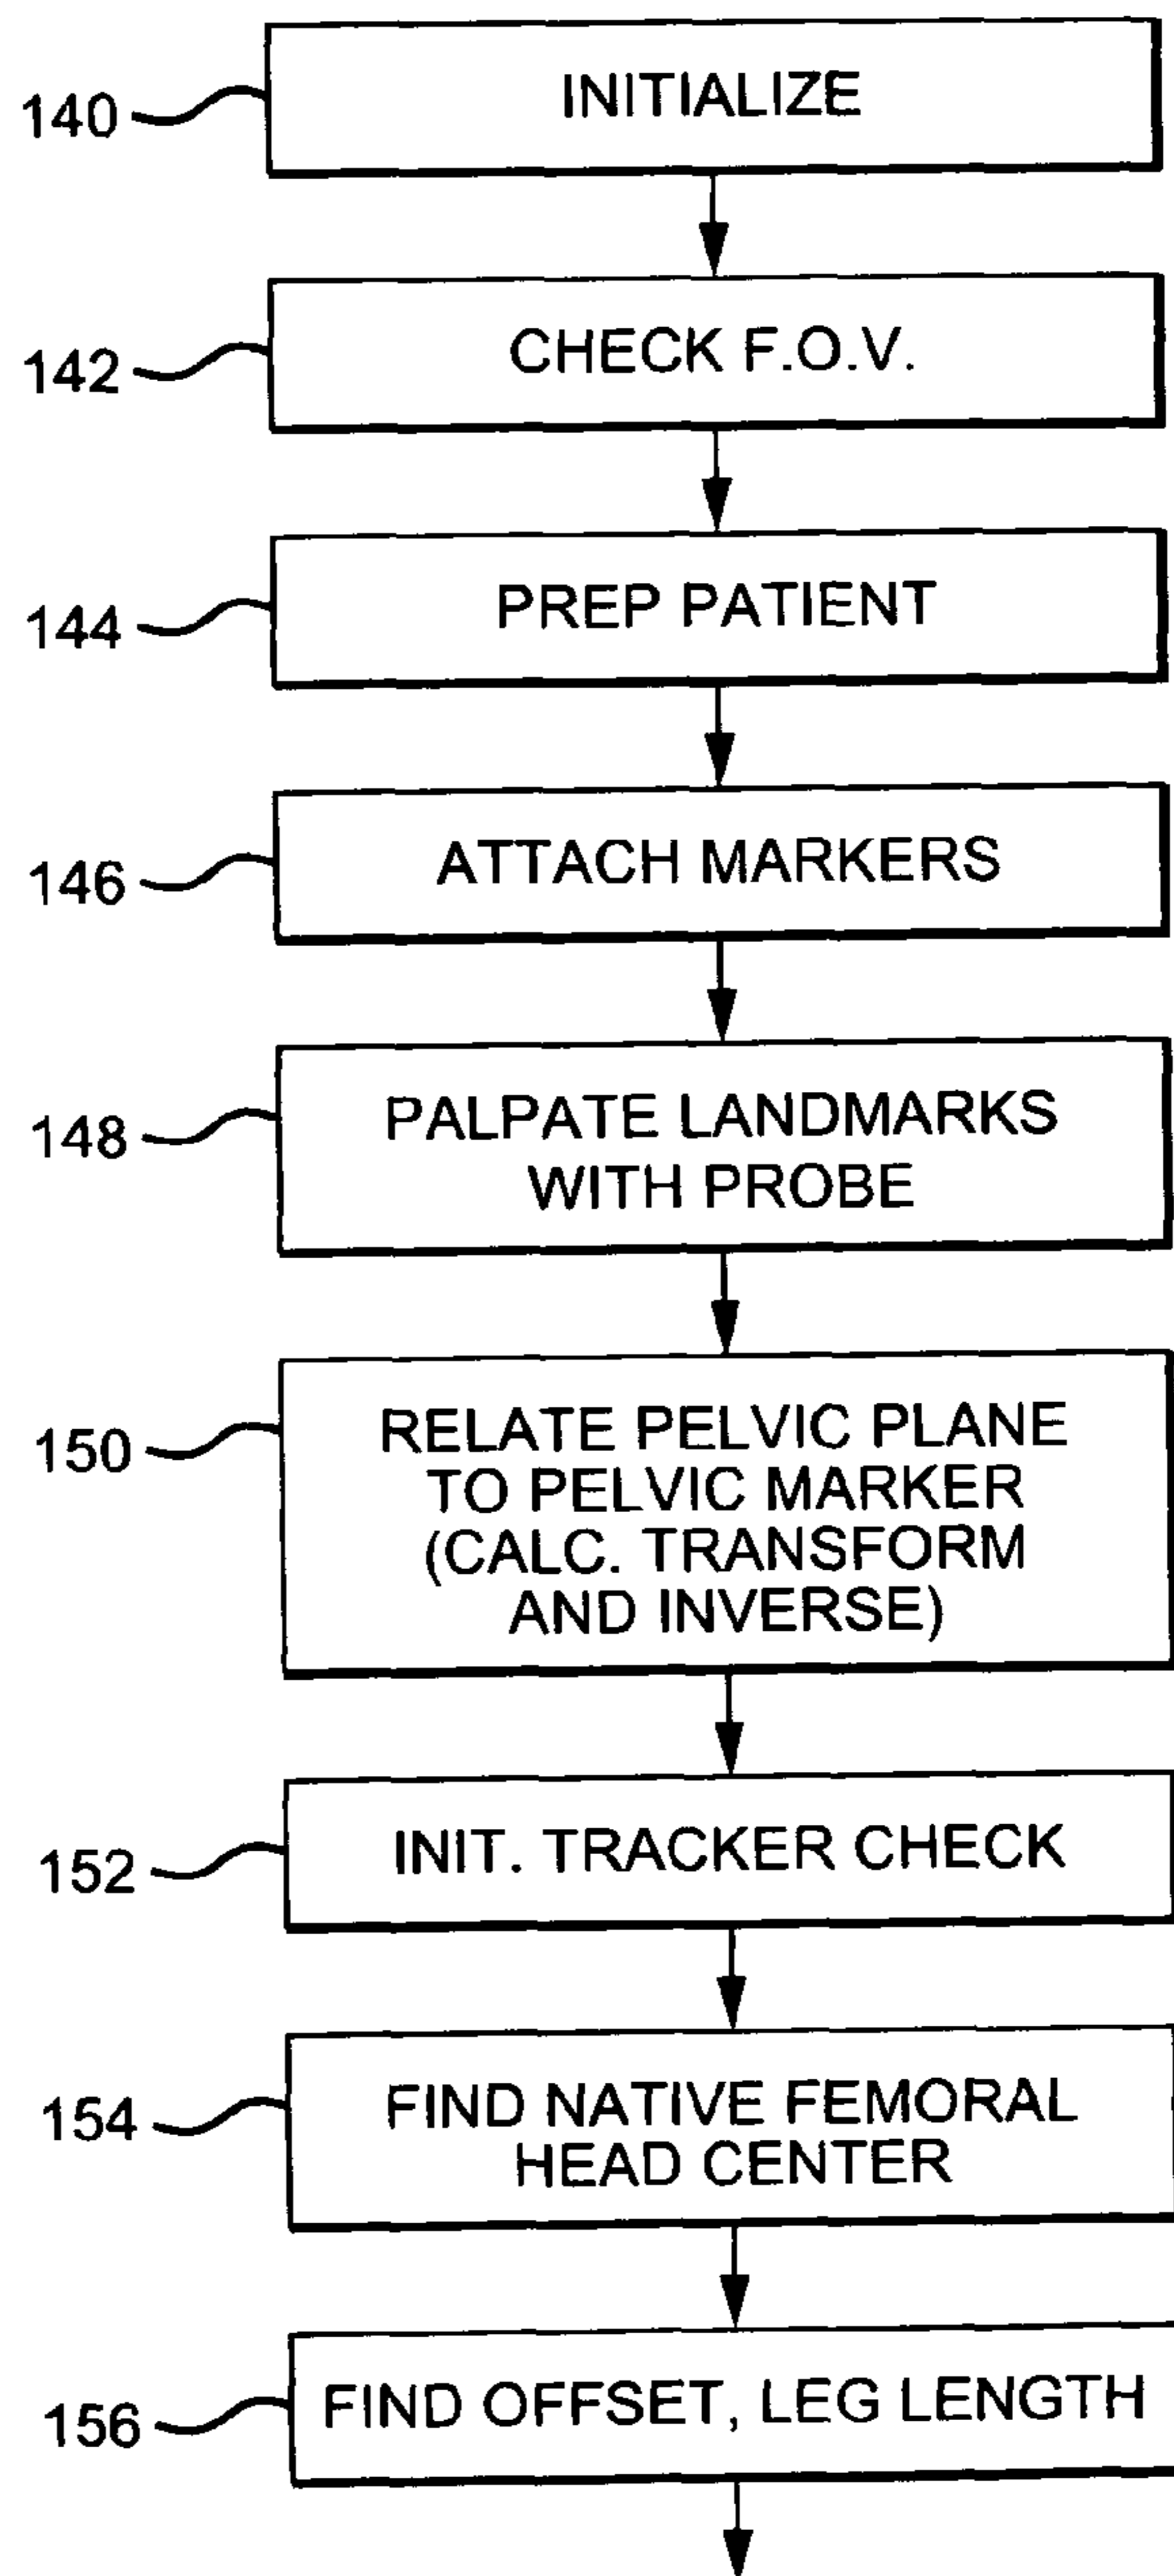 140
INITIALIZE
142
CHECK F.O.V.
144
PREP PATIENT
146
ATTACH MARKERS
148
PALPATE LANDMARKS
WITH PROBE
150
RELATE PELVIC PLANE
TO PELVIC MARKER
(CALC. TRANSFORM
AND INVERSE)
152
INIT. TRACKER CHECK
154
FIND NATIVE FEMORAL
HEAD CENTER
156
FIND OFFSET, LEG LENGTH